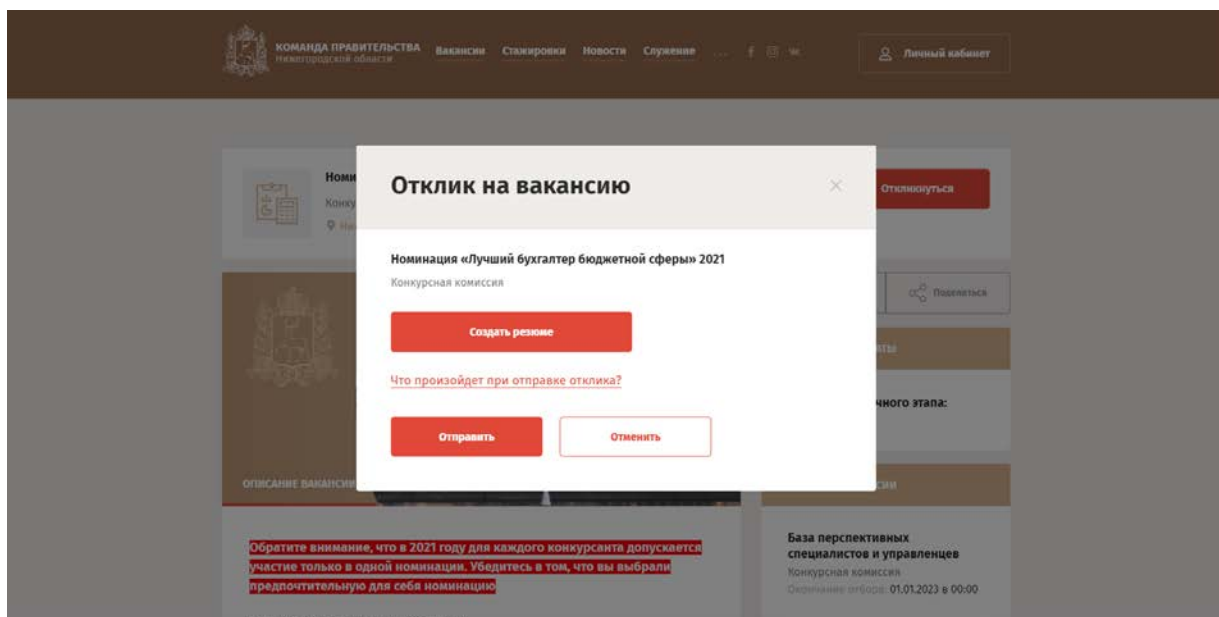 КОМАНДА ПРАВИТЕЛЬСТВА
Нижегородской области
Вакансии Стажировки Новости Служение ...
Личный кабинет
Номи
Конку
Откликнуться
Отклик на вакансию
Номинация «Лучший бухгалтер бюджетной сферы» 2021
Конкурсная комиссия
Создать резюме
Что произойдет при отправке отклика?
Отправить Отменить
Поделиться
чного этапа:
ОПИСАНИЕ ВАКАНСИИ
Обратите внимание, что в 2021 году для каждого конкурсанта допускается
участие только в одной номинации. Убедитесь в том, что вы выбрали
предпочтительную для себя номинацию
База перспективных
специалистов и управленцев
Конкурсная комиссия
Окончание отбора: 01.01.2023 в 00:00